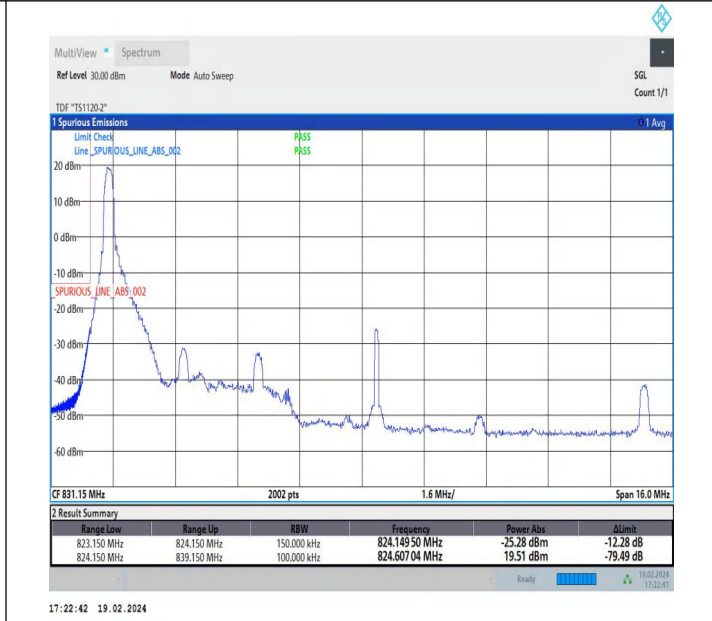 R&S
MultiView Spectrum
Ref Level 30.00 dBm Mode Auto Sweep SGL
Count 1/1
TDF "TS1120-2"
1 Spurious Emissions 1 Avg
Limit Check PASS
Line _SPURIOUS_LINE_ABS_002 PASS
20 dBm
10 dBm
0 dBm
-10 dBm
_SPURIOUS_LINE_ABS_002
-20 dBm
-30 dBm
-40 dBm
-50 dBm
-60 dBm
CF 831.15 MHz 2002 pts 1.6 MHz/ Span 16.0 MHz
2 Result Summary
Range Low Range Up RBW Frequency Power Abs ΔLimit
823.150 MHz 824.150 MHz 150.000 kHz 824.149 50 MHz -25.28 dBm -12.28 dB
824.150 MHz 839.150 MHz 100.000 kHz 824.607 04 MHz 19.51 dBm -79.49 dB
Ready 19.02.2024
17:22:41
17:22:42 19.02.2024